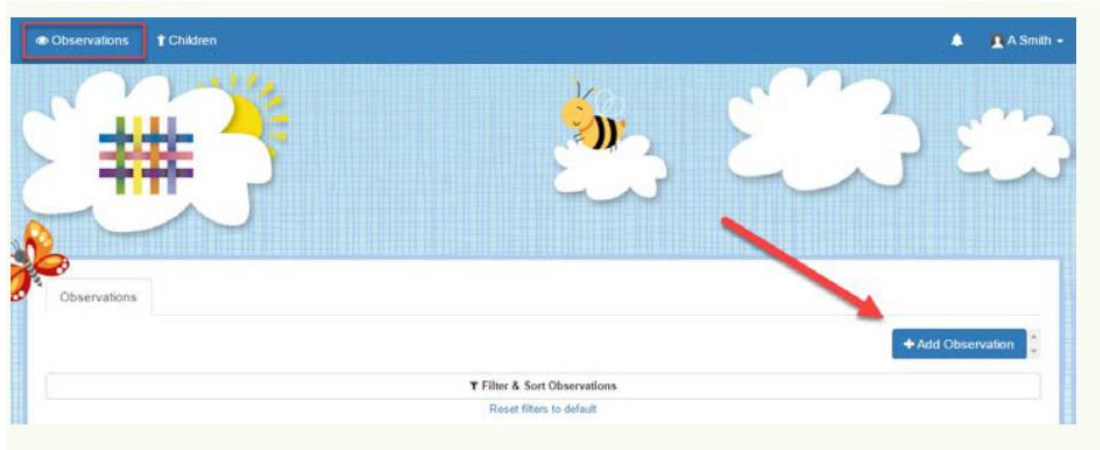 Observations Children A Smith
Observations
Add Observation
Filter & Sort Observations
Reset filters to default